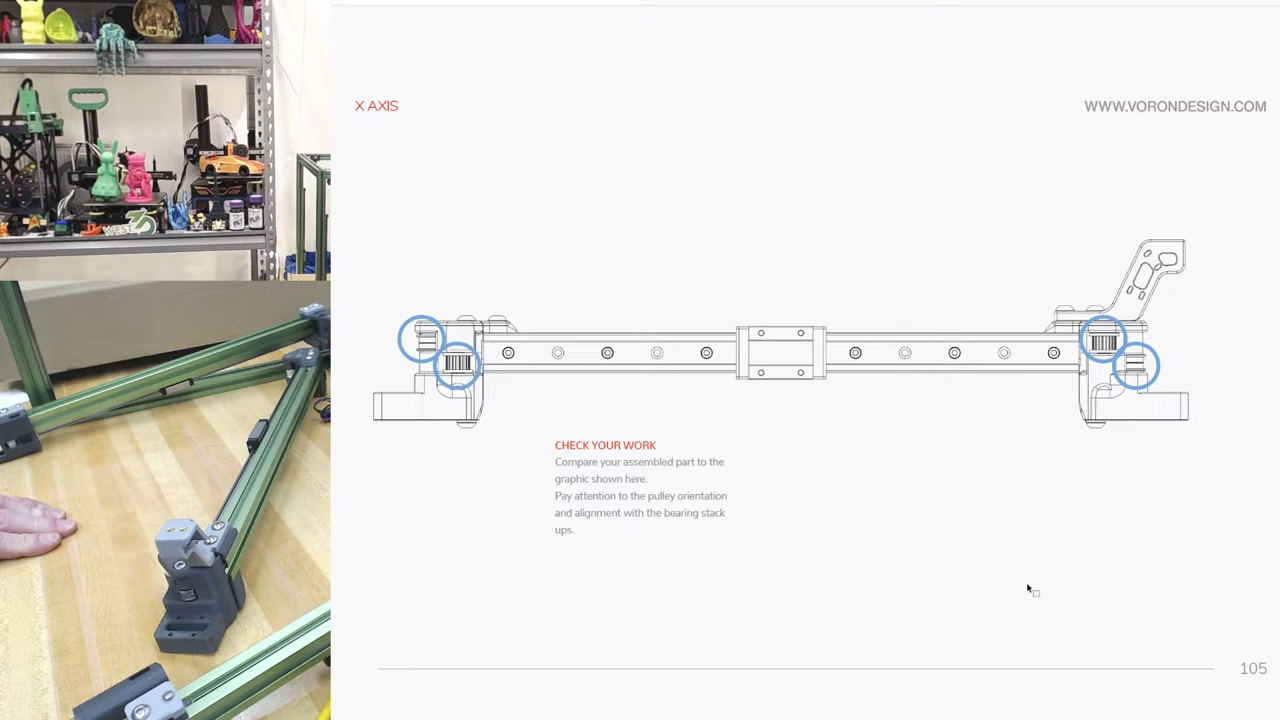 X AXIS
WWW.VORONDESIGN.COM
WEST3D
CHECK YOUR WORK
Compare your assembled part to the
graphic shown here.
Pay attention to the pulley orientation
and alignment with the bearing stack
ups.
105